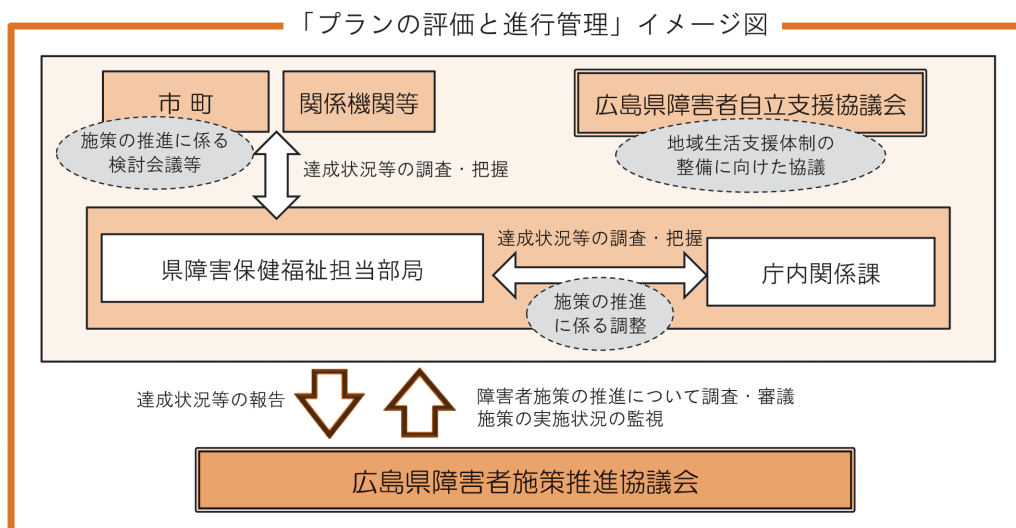 「プランの評価と進行管理」イメージ図
市 町
関係機関等
広島県障害者自立支援協議会
施策の推進に係る
検討会議等
地域生活支援体制の
整備に向けた協議
達成状況等の調査・把握
県障害保健福祉担当部局
達成状況等の調査・把握
庁内関係課
施策の推進
に係る調整
達成状況等の報告
障害者施策の推進について調査・審議
施策の実施状況の監視
広島県障害者施策推進協議会